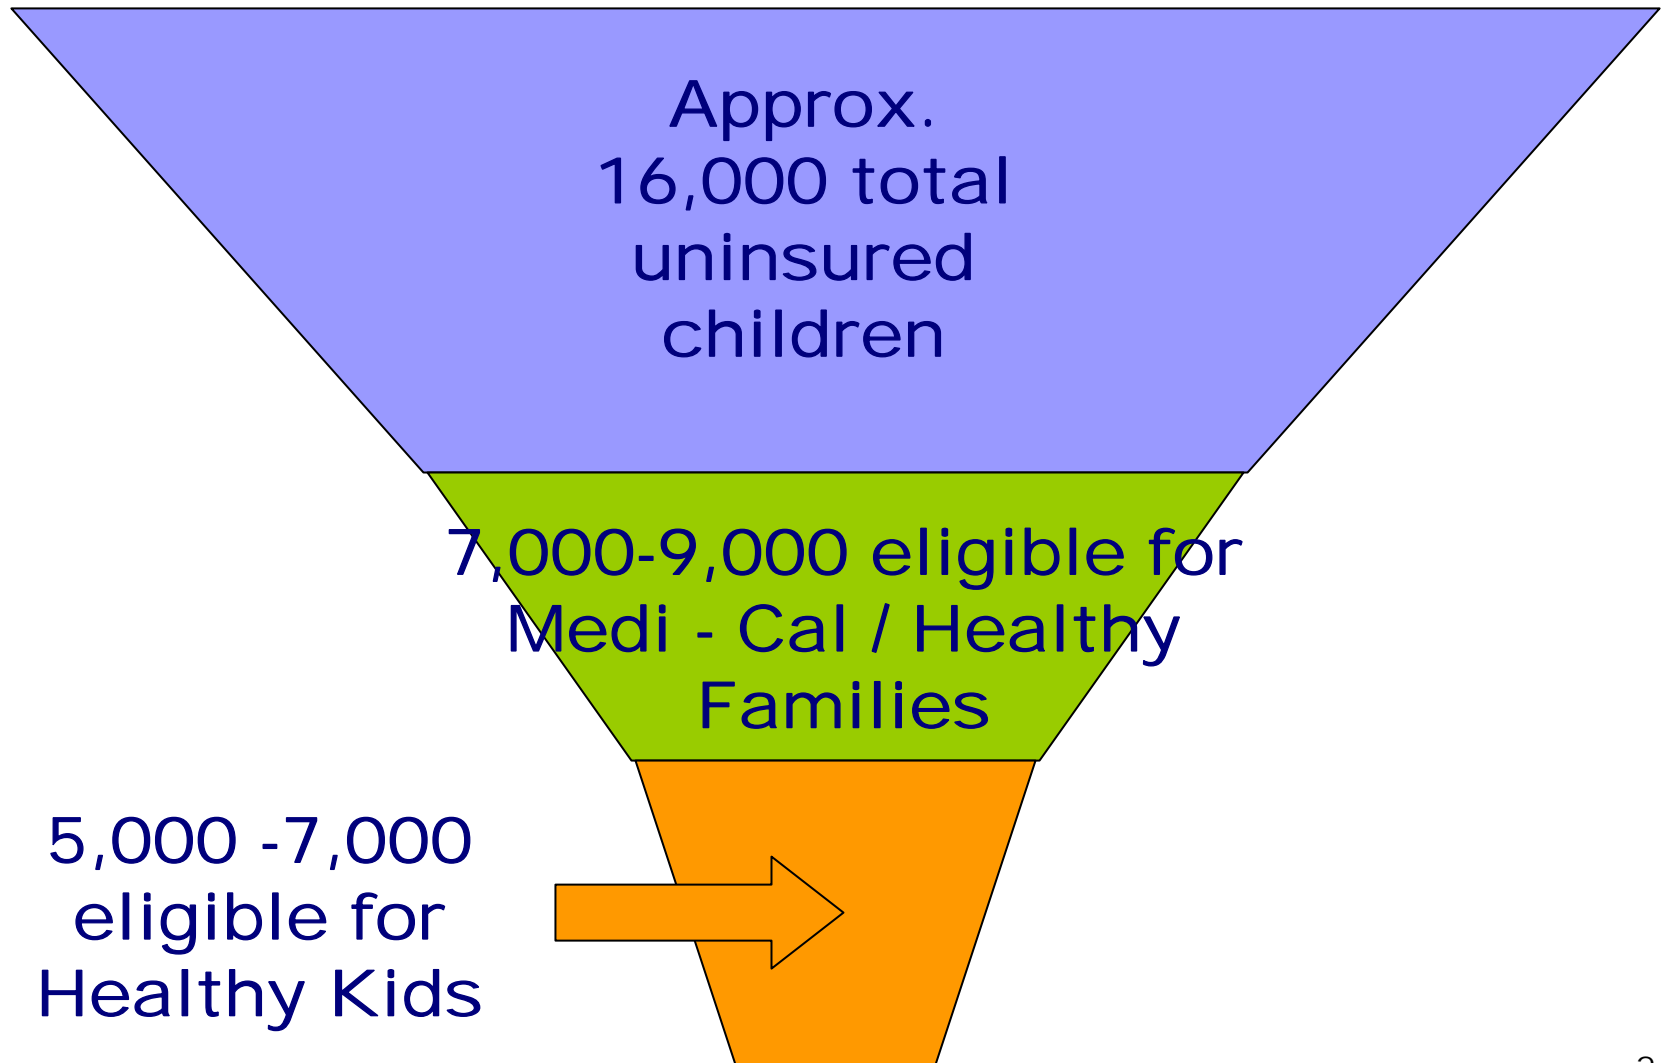 Approx.
16,000 total
uninsured
children
7,000-9,000 eligible for
Medi - Cal / Healthy
Families
5,000 -7,000
eligible for
Healthy Kids